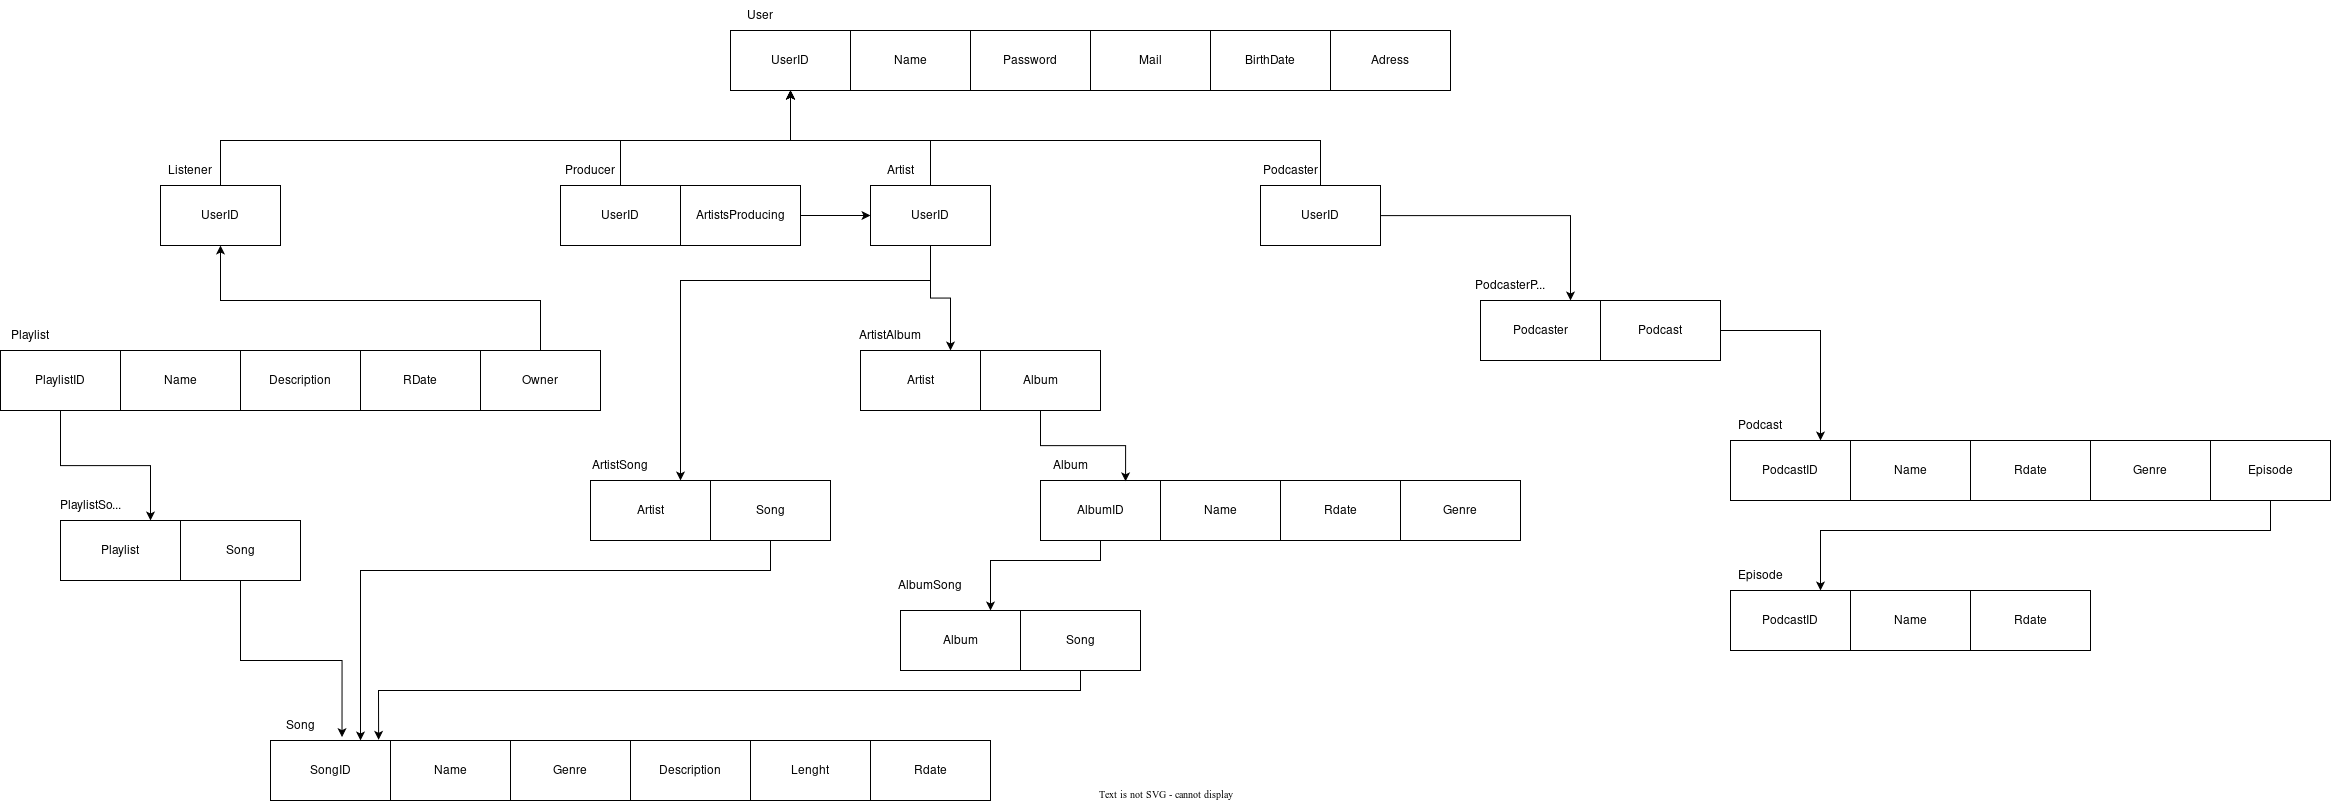 User
UserID Name Password Mail BirthDate Adress
Listener Producer Artist Podcaster
UserID UserID ArtistsProducing UserID UserID
PodcasterP...
Podcaster Podcast
Playlist ArtistAlbum
PlaylistID Name Description RDate Owner Artist Album
Podcast
PodcastID Name Rdate Genre Episode
ArtistSong Album
Artist Song AlbumID Name Rdate Genre
PlaylistSo...
Playlist Song
Episode
PodcastID Name Rdate
AlbumSong
Album Song
Song
SongID Name Genre Description Lenght Rdate
Text is not SVG - cannot display